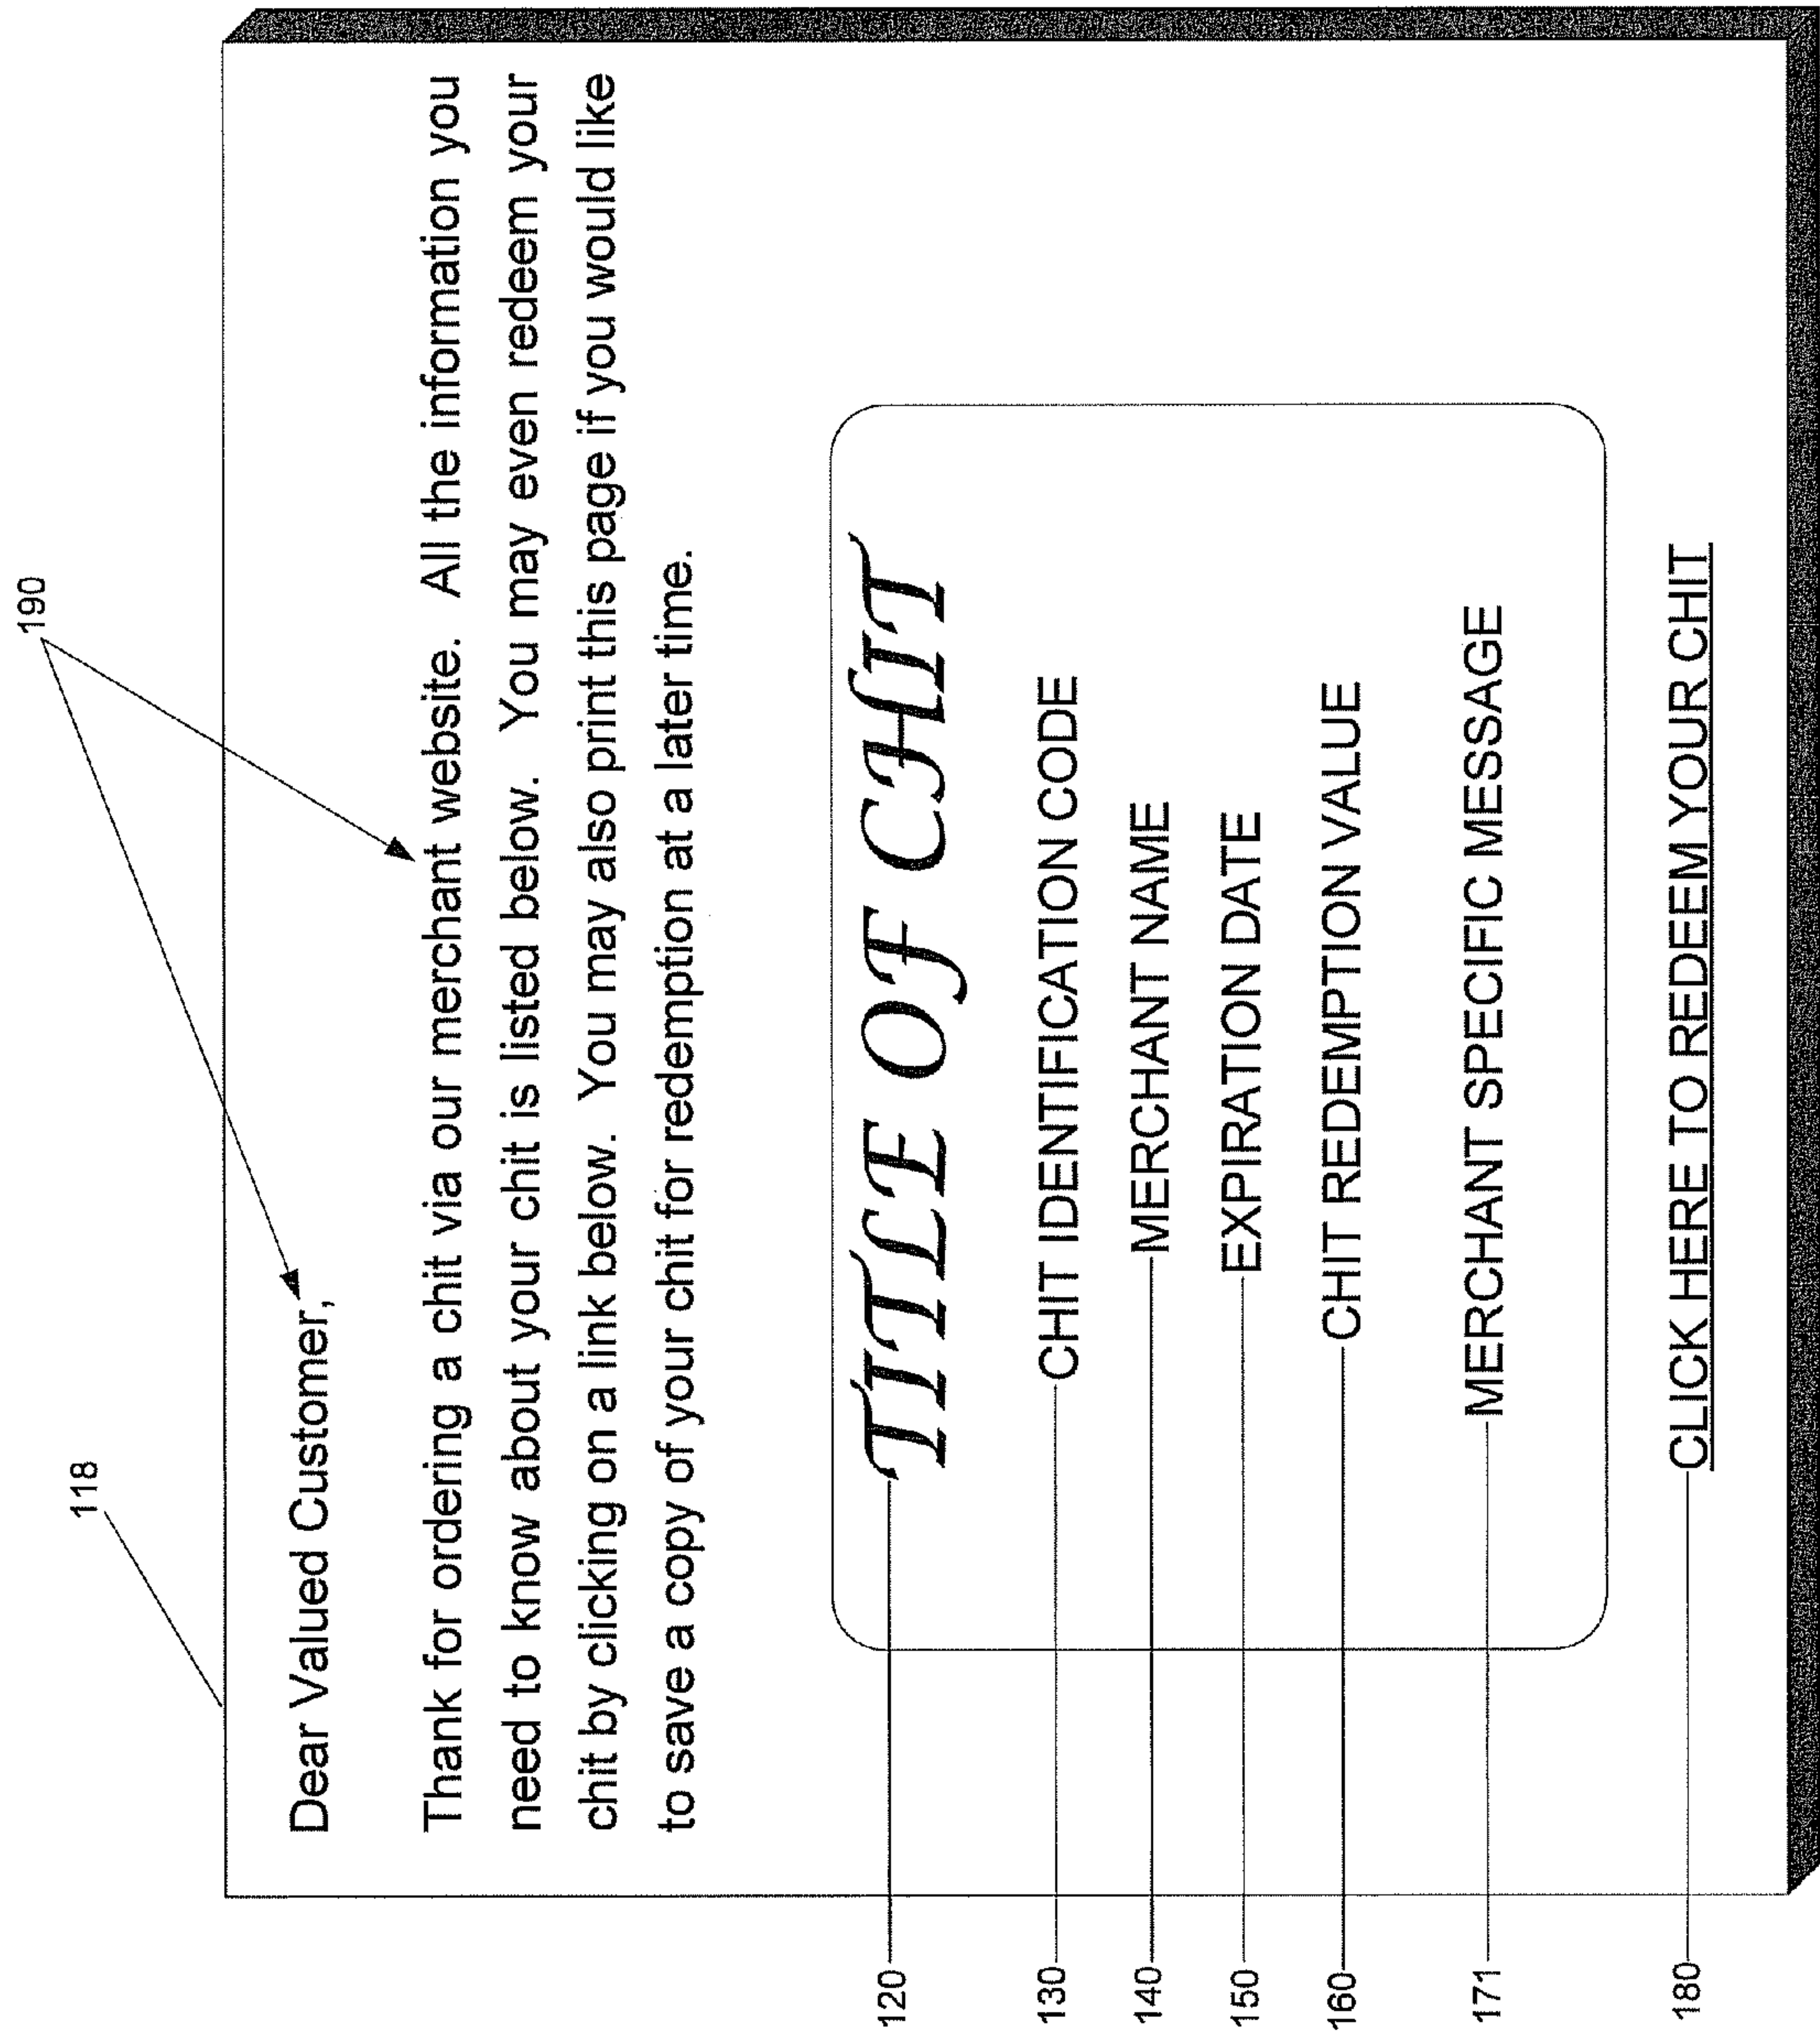 118
190
Dear Valued Customer,
Thank for ordering a chit via our merchant website. All the information you
need to know about your chit is listed below. You may even redeem your
chit by clicking on a link below. You may also print this page if you would like
to save a copy of your chit for redemption at a later time.
120 TITLE OF CHIT
130 CHIT IDENTIFICATION CODE
140 MERCHANT NAME
150 EXPIRATION DATE
160 CHIT REDEMPTION VALUE
171 MERCHANT SPECIFIC MESSAGE
180 CLICK HERE TO REDEEM YOUR CHIT